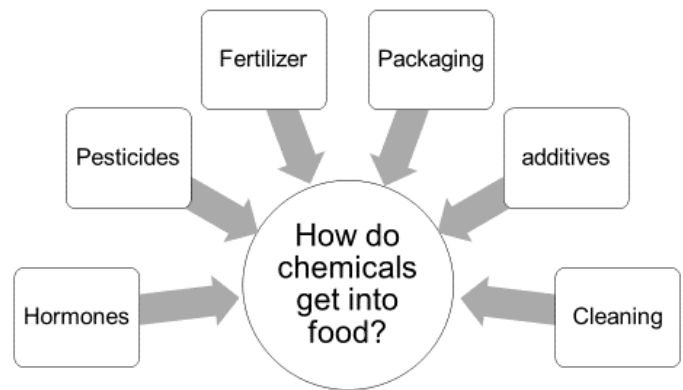 Fertilizer
Packaging
Pesticides
additives
How do
chemicals
get into
food?
Hormones
Cleaning